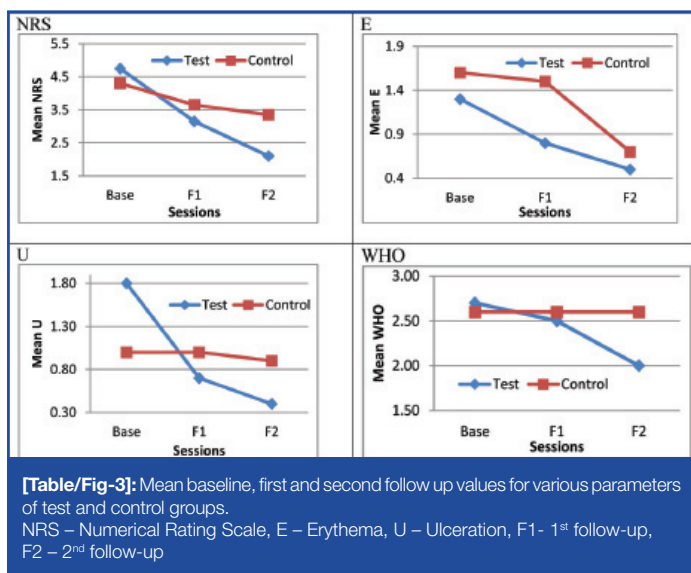 NRS
5.5
4.5
3.5
2.5
1.5
Mean NRS
Test
Control
Base
F1
F2
Sessions
E
1.9
1.4
0.9
0.4
Mean E
Test
Control
Base
F1
F2
Sessions
U
1.80
1.30
0.80
0.30
Mean U
Test
Control
Base
F1
F2
Sessions
WHO
3.00
2.50
2.00
1.50
Mean WHO
Test
Control
Base
F1
F2
Sessions
[Table/Fig-3]: Mean baseline, first and second follow up values for various parameters
of test and control groups.
NRS – Numerical Rating Scale, E – Erythema, U – Ulceration, F1- 1st follow-up,
F2 – 2nd follow-up